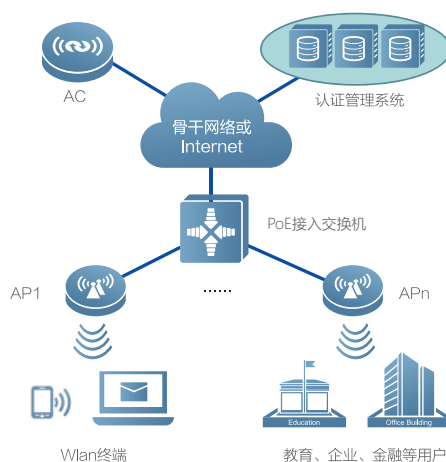 AC
认证管理系统
骨干网络或
Internet
PoE接入交换机
AP1
......
APn
Education
Office Building
Wlan终端
教育、企业、金融等用户